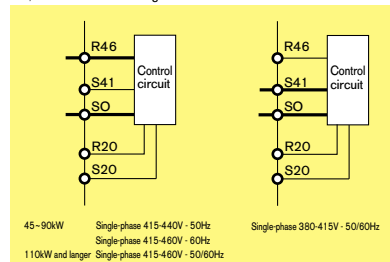 R46
S41
SO
R20
S20
Control
circuit
R46
S41
SO
R20
S20
Control
circuit
45~90kW Single-phase 415-440V - 50Hz
Single-phase 415-460V - 60Hz
110kW and langer Single-phase 415-460V - 50/60Hz
Single-phase 380-415V - 50/60Hz